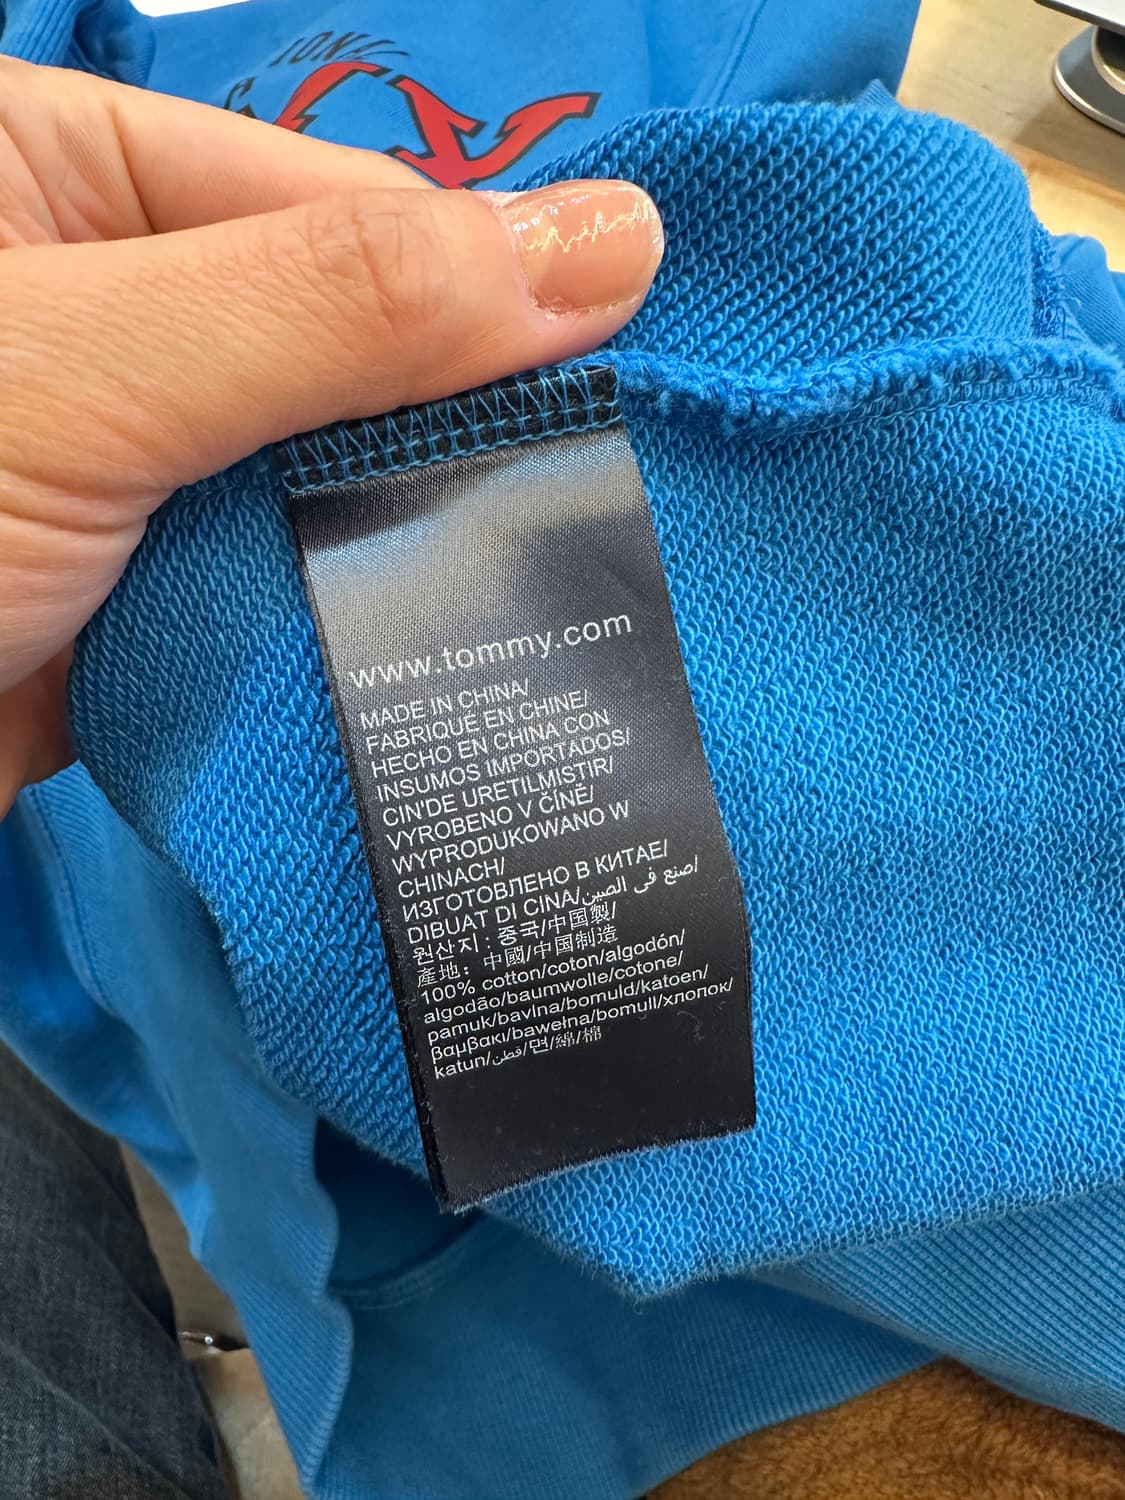 www.tommy.com
MADE IN CHINA/
FABRIQUÉ EN CHINE/
HECHO EN CHINA CON
INSUMOS IMPORTADOS/
CIN'DE URETILMISTIR/
VYROBENO V ČÍNĚ/
WYPRODUKOWANO W
CHINACH/
ИЗГОТОВЛЕНО В КИТАЕ/
DIBUAT DI CINA/صنع في الصين/
원산지 : 중국/中国製/
產地： 中國/中国制造
100% cotton/coton/algodón/
algodão/baumwolle/cotone/
pamuk/bavlna/bomuld/katoen/
βαμβακι/bawełna/bomull/хлопок/
katun/قطن/면/綿/棉